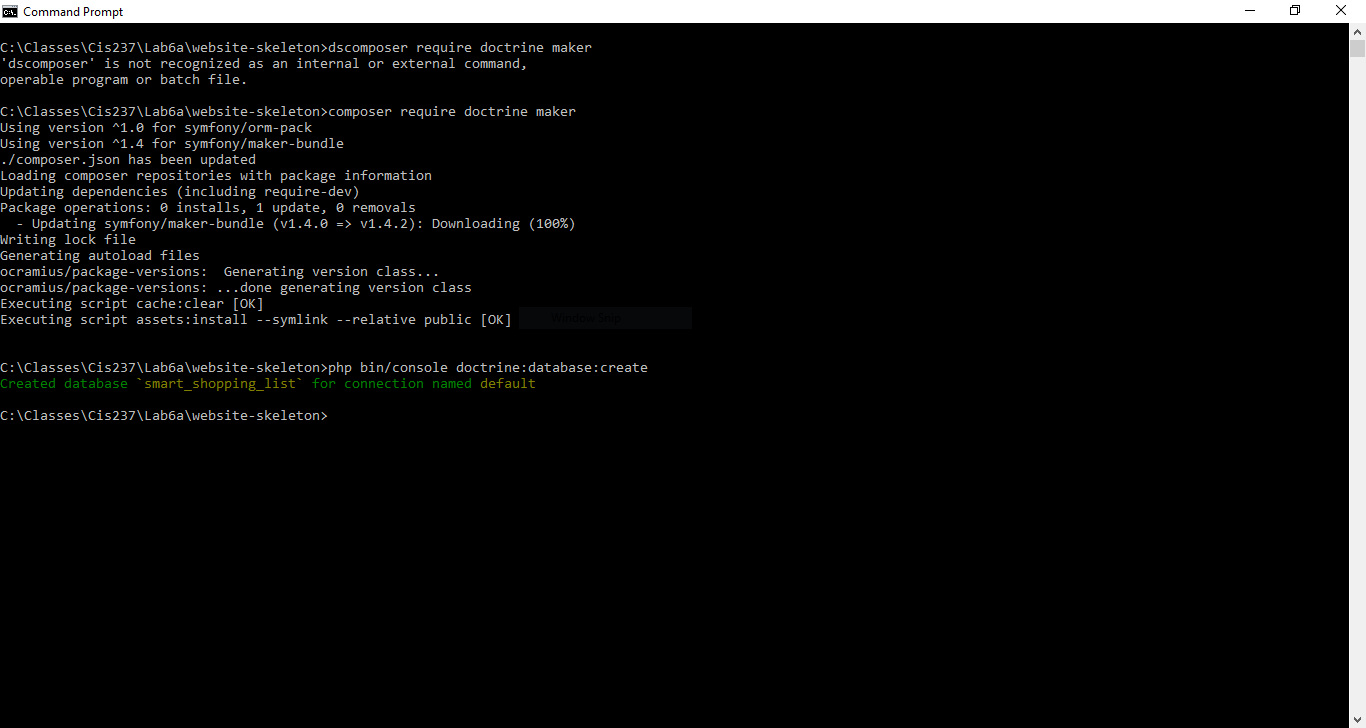 Command Prompt
C:\Classes\Cis237\Lab6a\website-skeleton>dscomposer require doctrine maker
'dscomposer' is not recognized as an internal or external command,
operable program or batch file.
C:\Classes\Cis237\Lab6a\website-skeleton>composer require doctrine maker
Using version ^1.0 for symfony/orm-pack
Using version ^1.4 for symfony/maker-bundle
./composer.json has been updated
Loading composer repositories with package information
Updating dependencies (including require-dev)
Package operations: 0 installs, 1 update, 0 removals
  - Updating symfony/maker-bundle (v1.4.0 => v1.4.2): Downloading (100%)
Writing lock file
Generating autoload files
ocramius/package-versions:  Generating version class...
ocramius/package-versions: ...done generating version class
Executing script cache:clear [OK]
Executing script assets:install --symlink --relative public [OK]
C:\Classes\Cis237\Lab6a\website-skeleton>php bin/console doctrine:database:create
Created database `smart_shopping_list` for connection named default
C:\Classes\Cis237\Lab6a\website-skeleton>